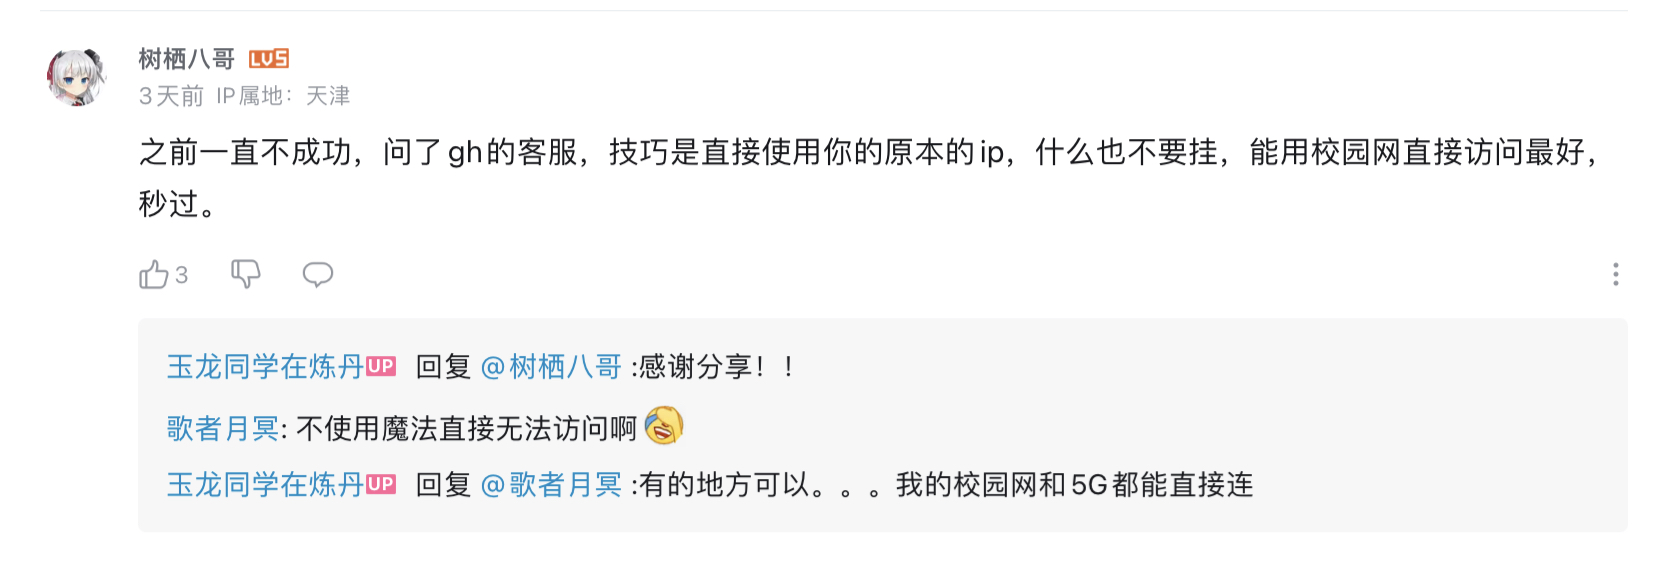 树栖八哥 LV5
3天前 IP属地：天津
之前一直不成功，问了gh的客服，技巧是直接使用你的原本的ip，什么也不要挂，能用校园网直接访问最好，
秒过。
3
玉龙同学在炼丹UP 回复 @树栖八哥 :感谢分享！！
歌者月冥: 不使用魔法直接无法访问啊
玉龙同学在炼丹UP 回复 @歌者月冥 :有的地方可以。。。我的校园网和5G都能直接连